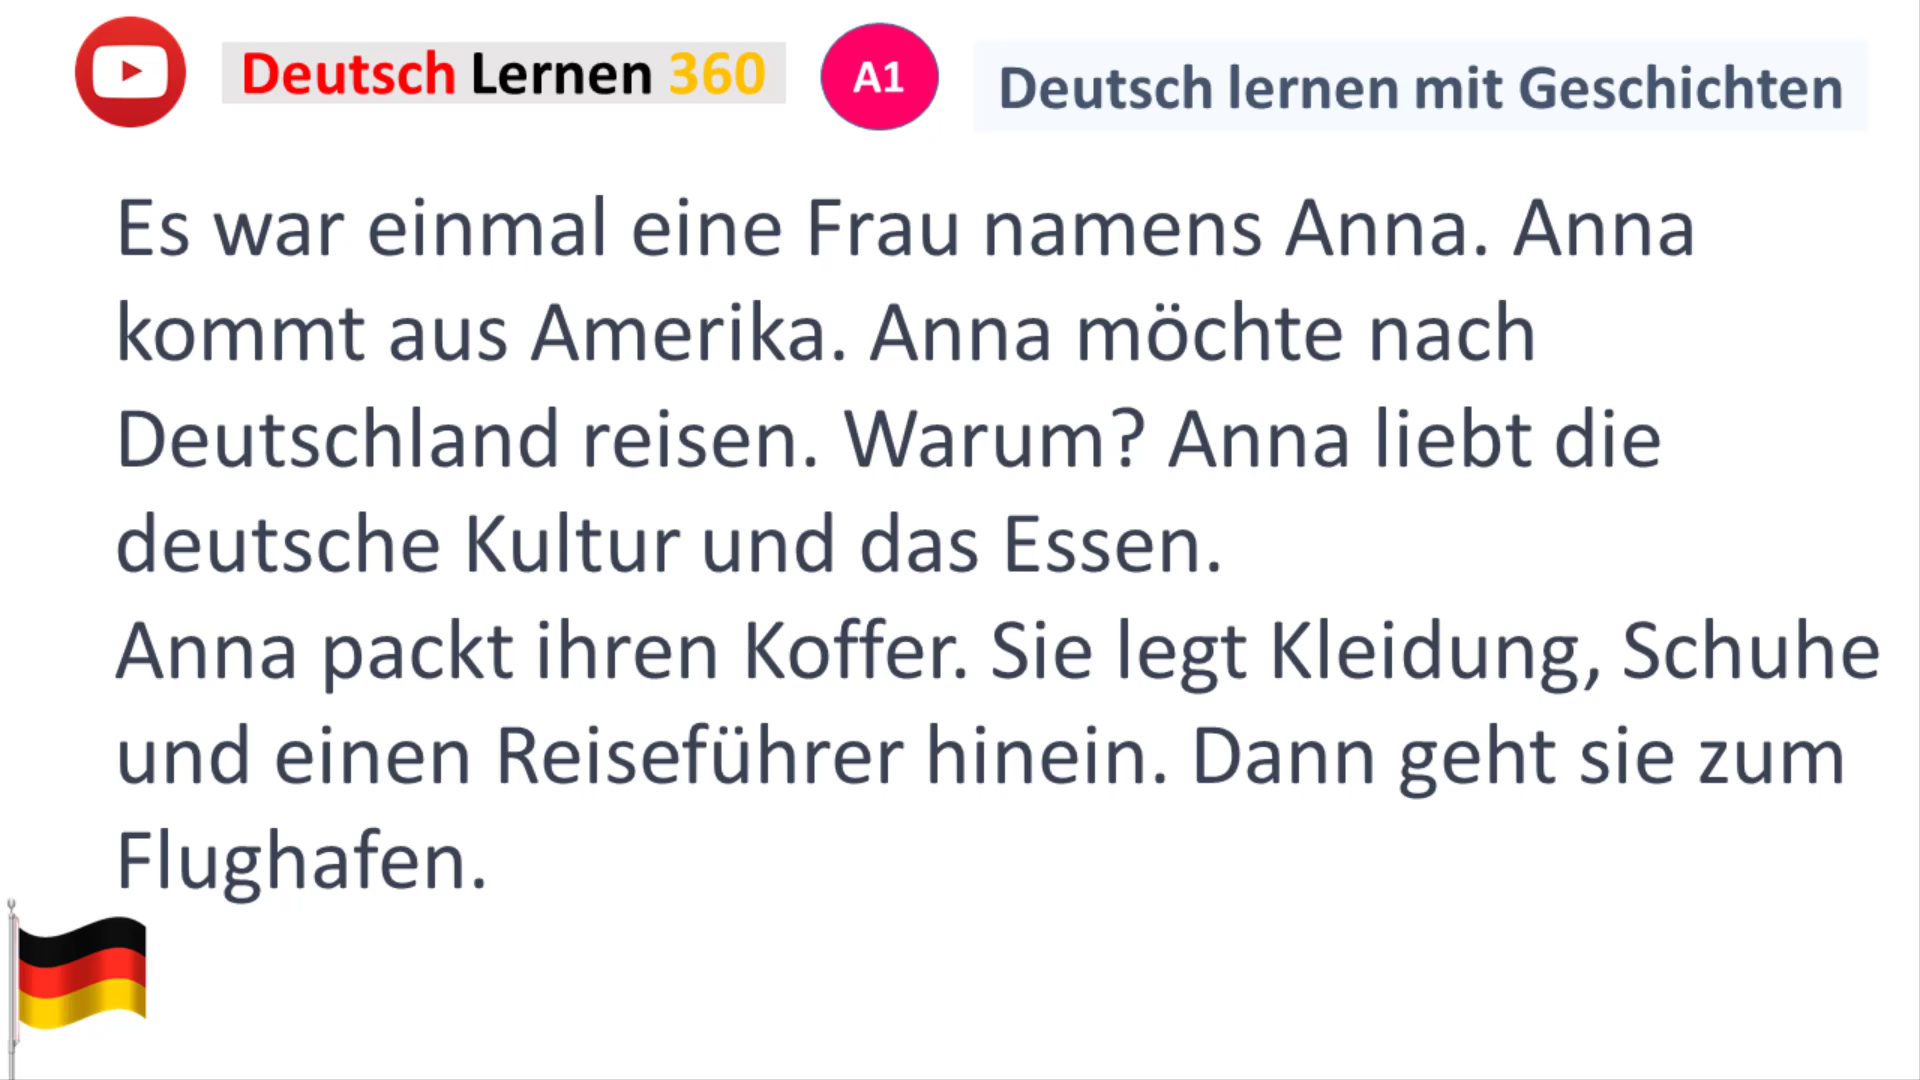 Deutsch Lernen 360
A1
Deutsch lernen mit Geschichten
Es war einmal eine Frau namens Anna. Anna
kommt aus Amerika. Anna möchte nach
Deutschland reisen. Warum? Anna liebt die
deutsche Kultur und das Essen.
Anna packt ihren Koffer. Sie legt Kleidung, Schuhe
und einen Reiseführer hinein. Dann geht sie zum
Flughafen.